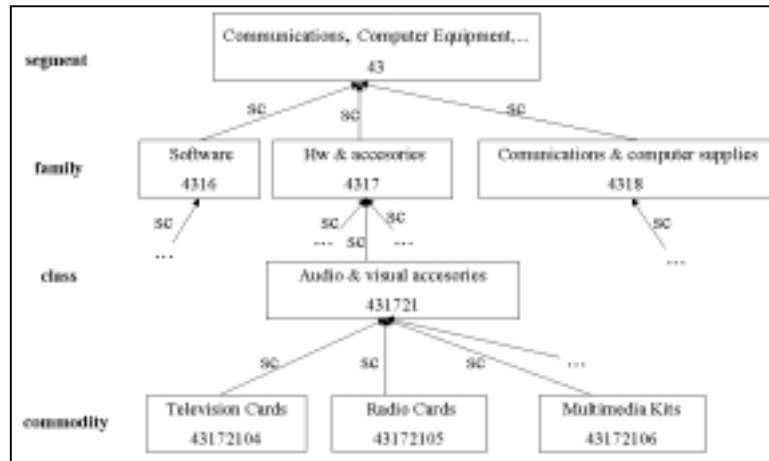 Communications, Computer Equipment,...
segment
43
sc
sc
sc
Software
Hw & accesories
Comunications & computer supplies
family
4316
4317
4318
sc
sc
sc
sc
...
...
...
sc
...
class
Audio & visual accesories
431721
sc
sc
sc
...
Television Cards
Radio Cards
Multimedia Kits
commodity
43172104
43172105
43172106